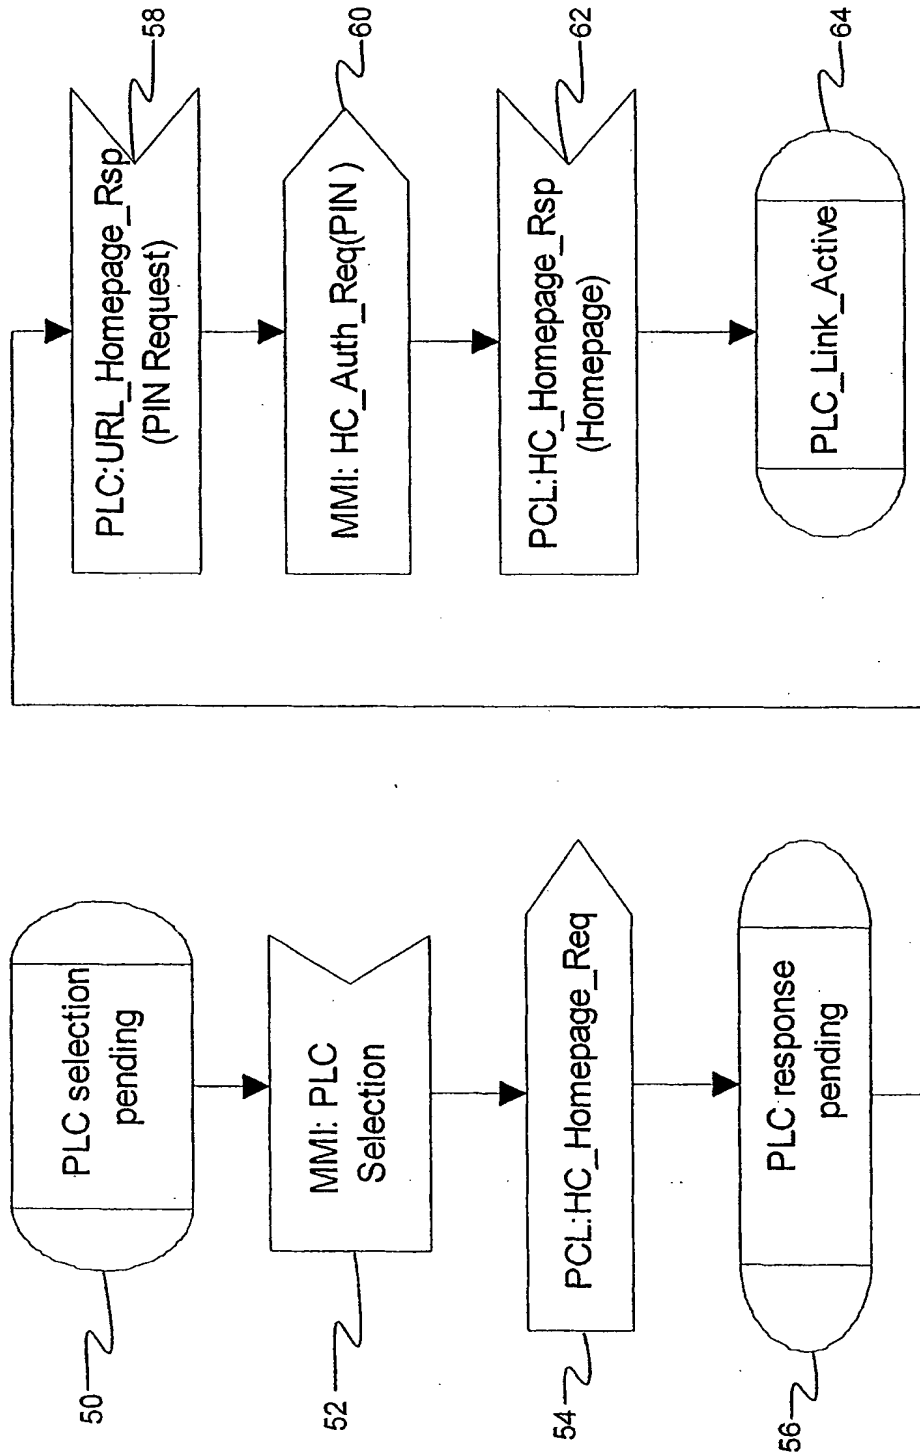 50
PLC selection
pending
52
MMI: PLC
Selection
54
PCL:HC_Homepage_Req
56
PLC response
pending
PLC:URL_Homepage_Rsp
(PIN Request)
58
MMI: HC_Auth_Req(PIN )
60
PCL:HC_Homepage_Rsp
(Homepage)
62
PLC_Link_Active
64